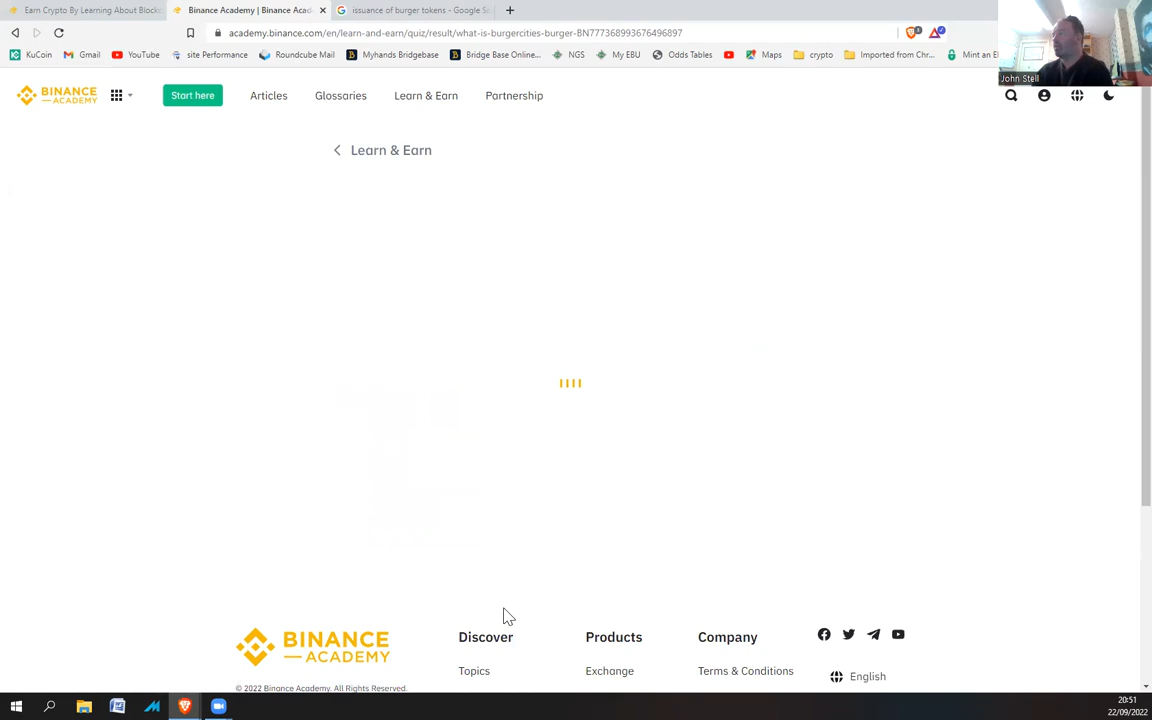 Earn Crypto By Learning About Blockc
Binance Academy | Binance Acad
issuance of burger tokens - Google Se
academy.binance.com/en/learn-and-earn/quiz/result/what-is-burgercities-burger-BN777368993676496897
KuCoin
Gmail
YouTube
site Performance
Roundcube Mail
Myhands Bridgebase
Bridge Base Online...
NGS
My EBU
Odds Tables
Maps
crypto
Imported from Chr...
Mint an E
John Stell
BINANCE
ACADEMY
Start here
Articles
Glossaries
Learn & Earn
Partnership
Learn & Earn
BINANCE
ACADEMY
© 2022 Binance Academy. All Rights Reserved.
Discover
Topics
Products
Exchange
Company
Terms & Conditions
English
20:51
22/09/2022